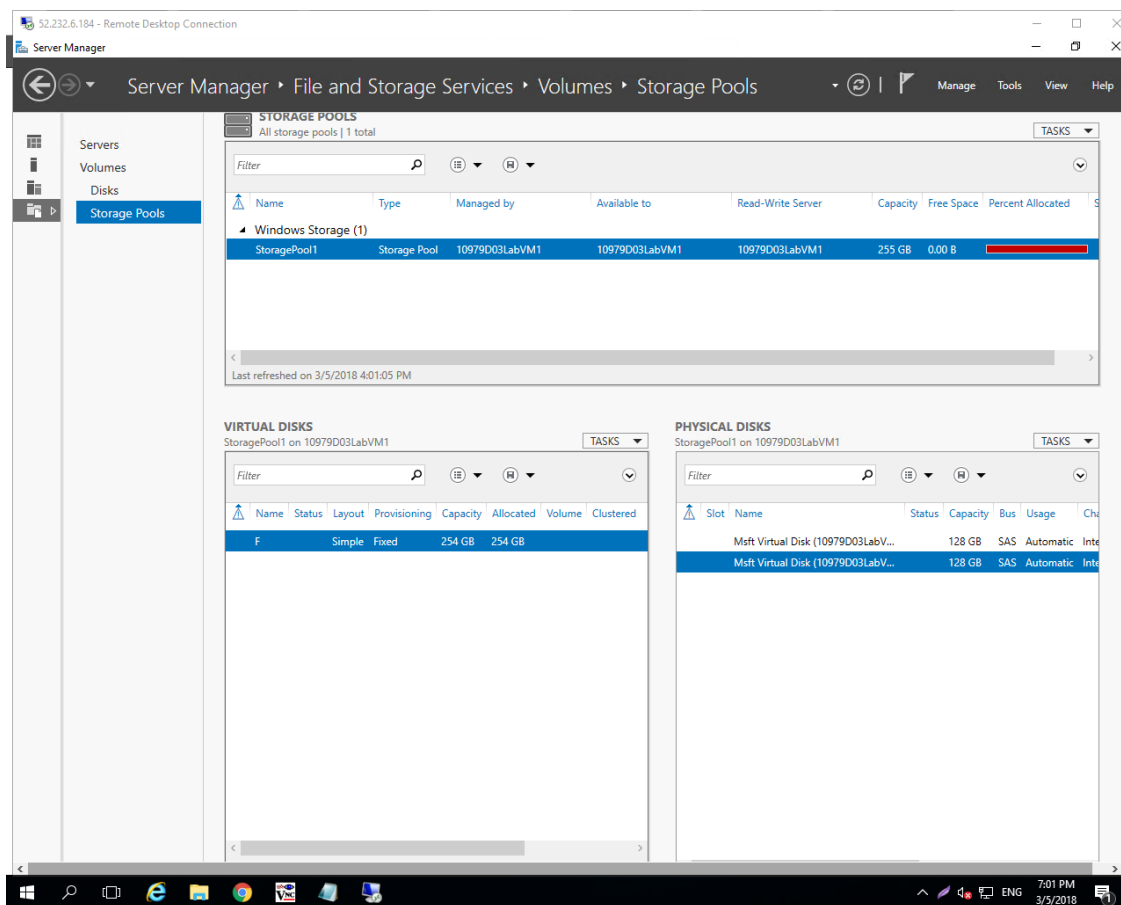 52.232.6.184 - Remote Desktop Connection
Server Manager
Server Manager ‣ File and Storage Services ‣ Volumes ‣ Storage Pools
Manage Tools View Help
Servers
Volumes
Disks
Storage Pools
STORAGE POOLS
All storage pools | 1 total
TASKS
Filter
Name Type Managed by Available to Read-Write Server Capacity Free Space Percent Allocated S
Windows Storage (1)
StoragePool1 Storage Pool 10979D03LabVM1 10979D03LabVM1 10979D03LabVM1 255 GB 0.00 B
Last refreshed on 3/5/2018 4:01:05 PM
VIRTUAL DISKS
StoragePool1 on 10979D03LabVM1
TASKS
Filter
Name Status Layout Provisioning Capacity Allocated Volume Clustered
F Simple Fixed 254 GB 254 GB
PHYSICAL DISKS
StoragePool1 on 10979D03LabVM1
TASKS
Filter
Slot Name Status Capacity Bus Usage Cha
Msft Virtual Disk (10979D03LabV... 128 GB SAS Automatic Inte
Msft Virtual Disk (10979D03LabV... 128 GB SAS Automatic Inte
VNC
ENG
7:01 PM
3/5/2018
1